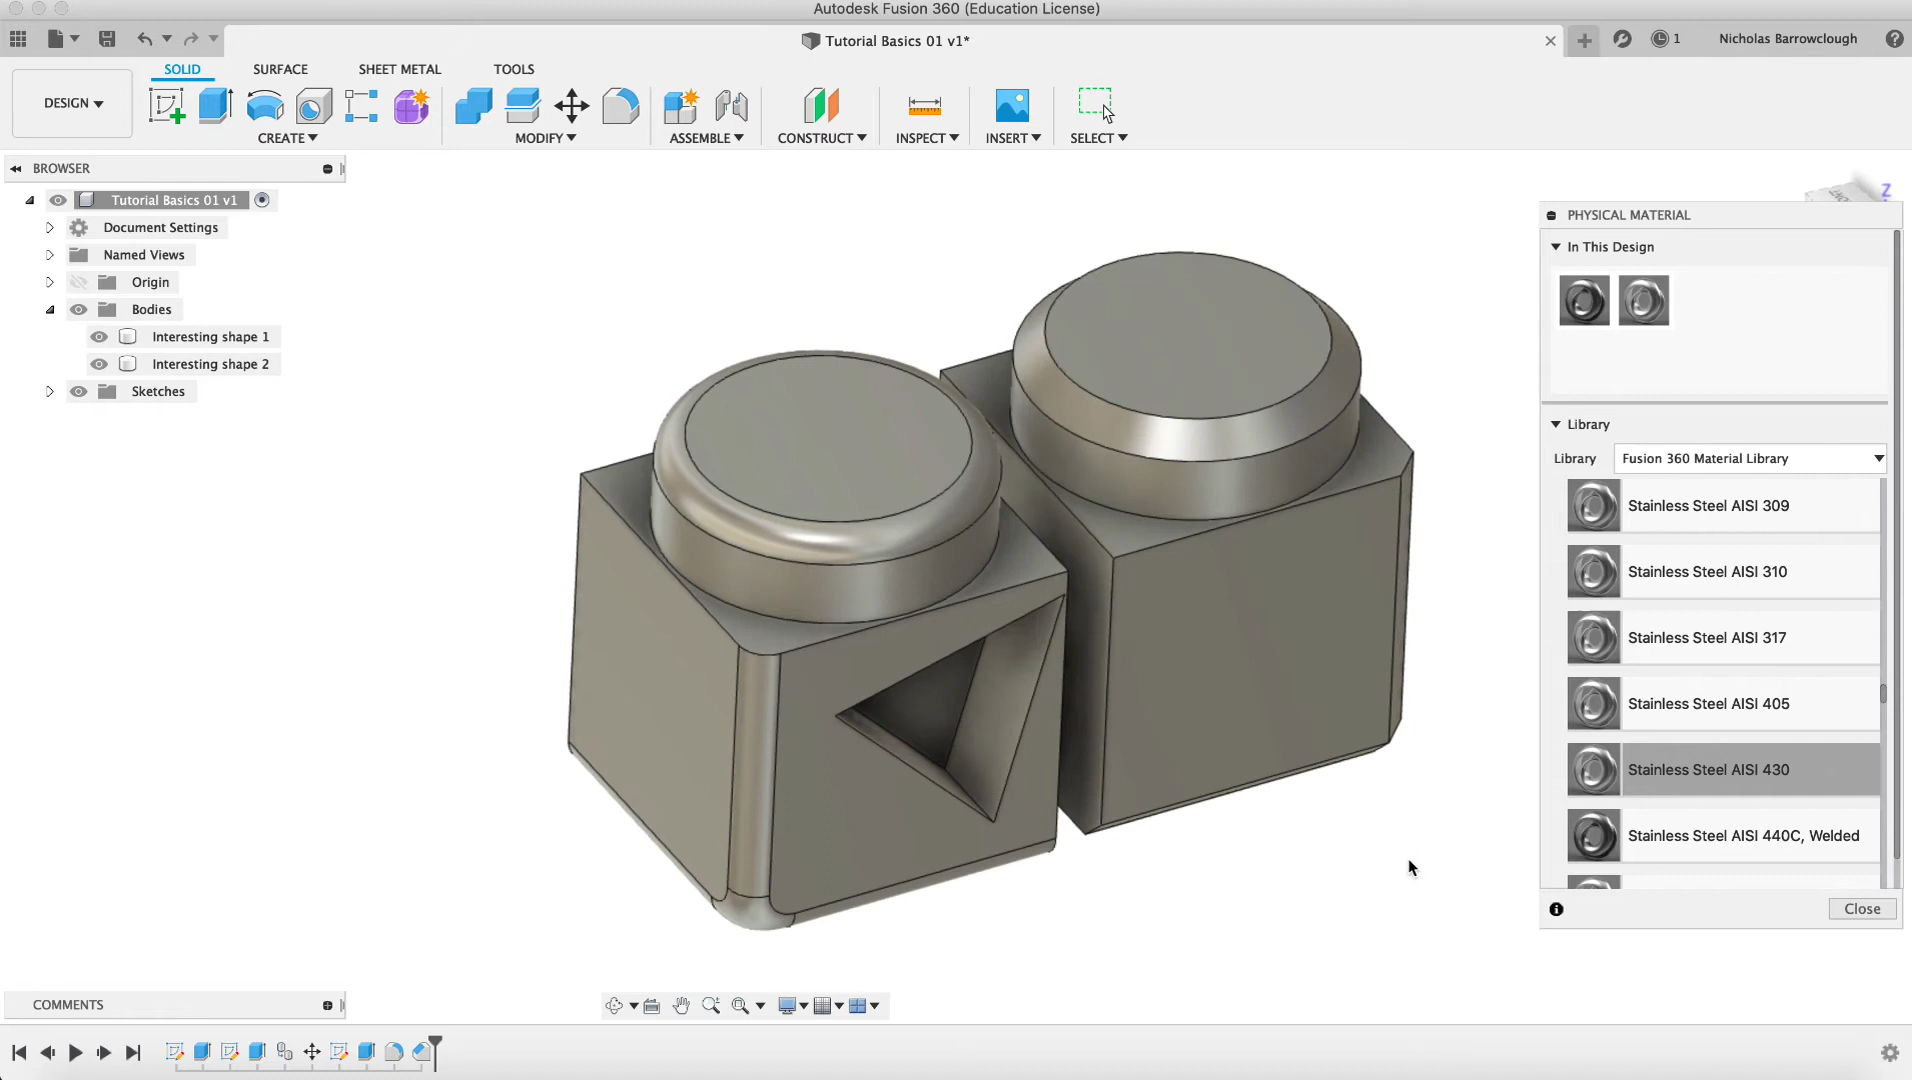 Autodesk Fusion 360 (Education License)
Tutorial Basics 01 v1*
1
Nicholas Barrowclough
DESIGN
SOLID
SURFACE
SHEET METAL
TOOLS
CREATE
MODIFY
ASSEMBLE
CONSTRUCT
INSPECT
INSERT
SELECT
BROWSER
Tutorial Basics 01 v1
Document Settings
Named Views
Origin
Bodies
Interesting shape 1
Interesting shape 2
Sketches
Z
PHYSICAL MATERIAL
In This Design
Library
Library
Fusion 360 Material Library
Stainless Steel AISI 309
Stainless Steel AISI 310
Stainless Steel AISI 317
Stainless Steel AISI 405
Stainless Steel AISI 430
Stainless Steel AISI 440C, Welded
Close
COMMENTS